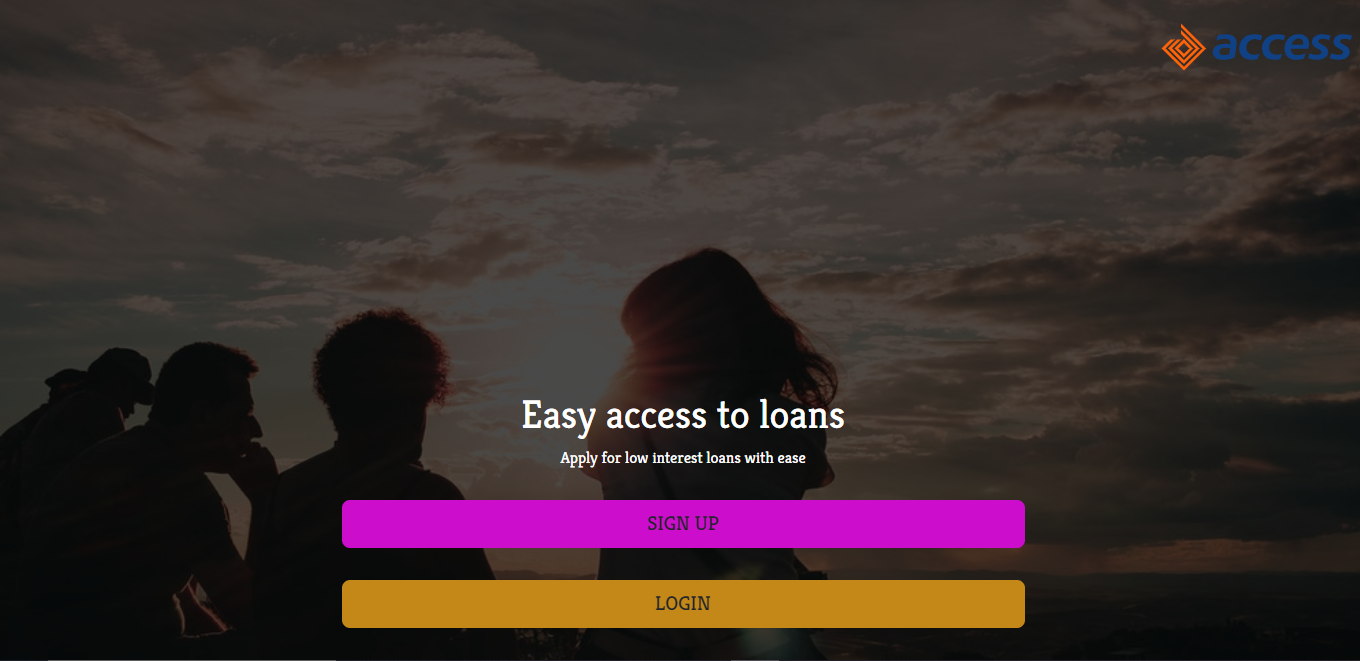 access
Easy access to loans
Apply for low interest loans with ease
SIGN UP
LOGIN